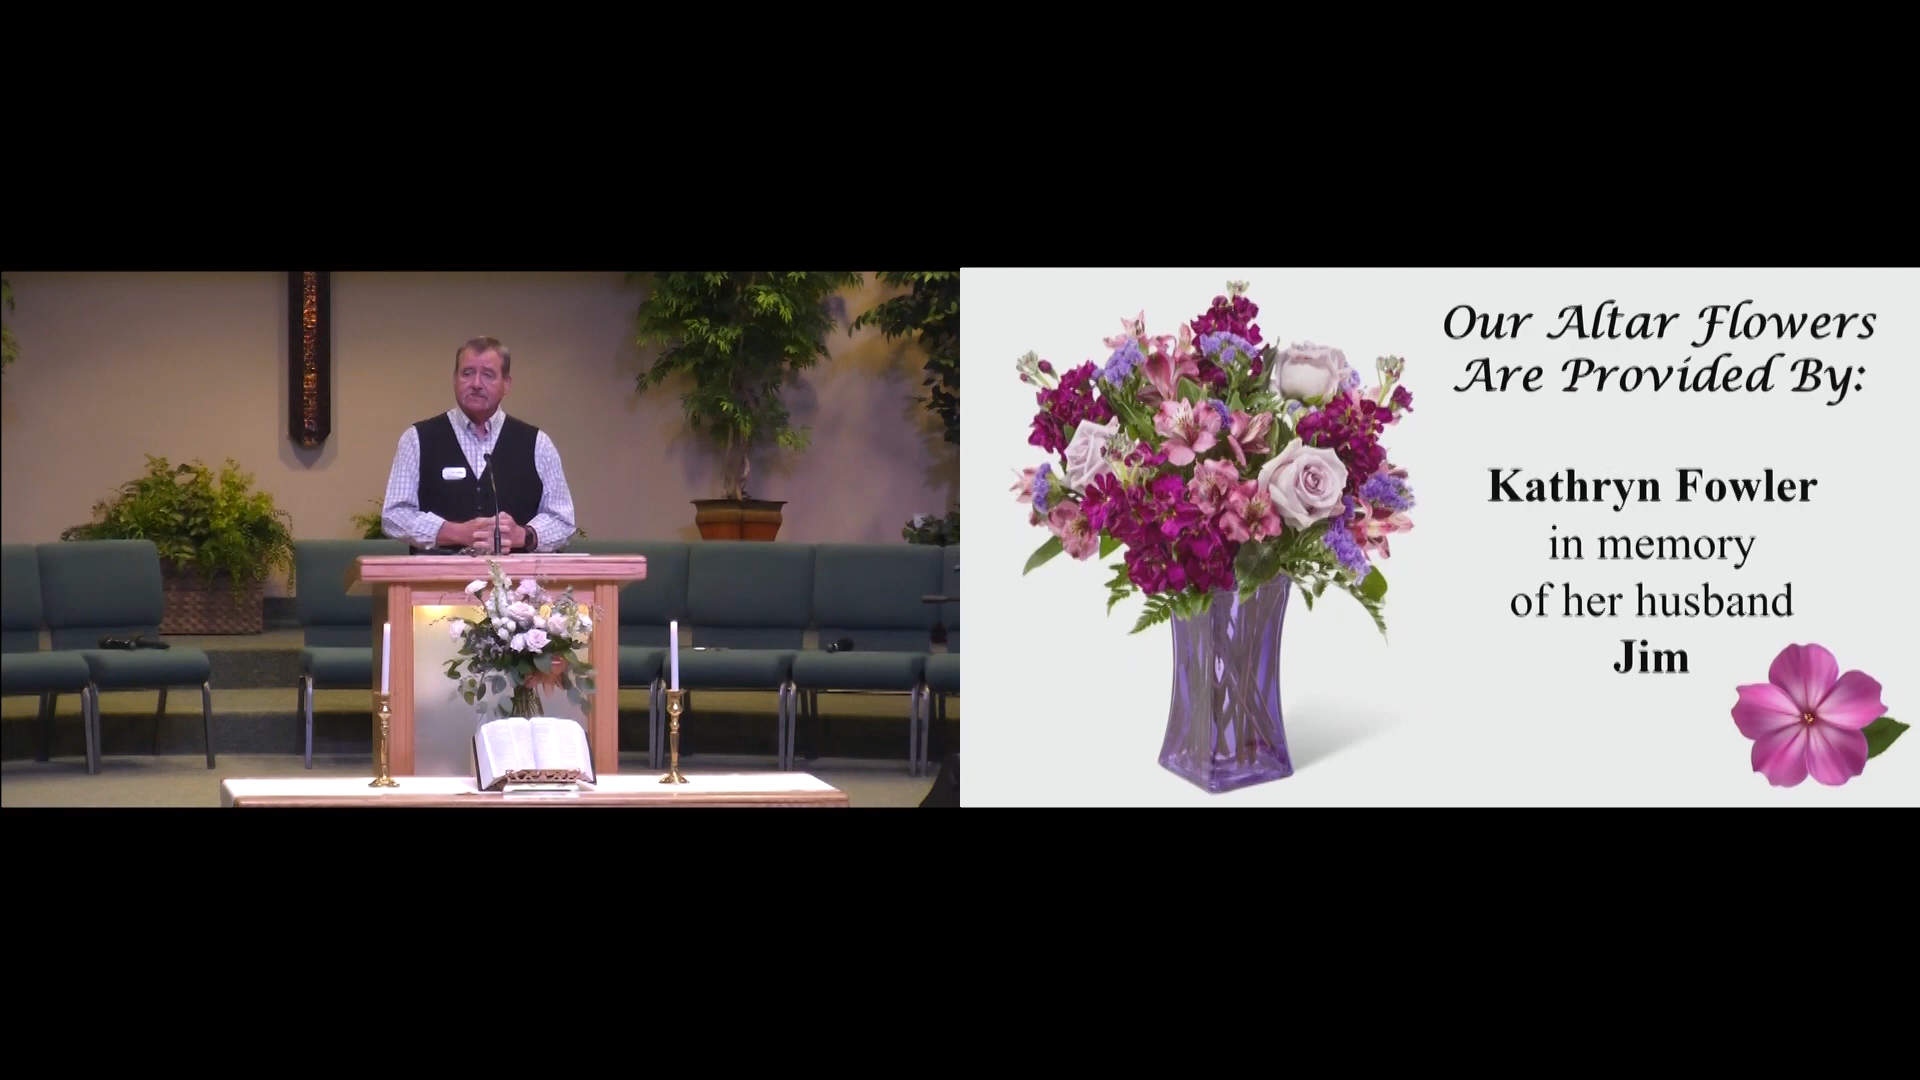 Our Altar Flowers
Are Provided By:
Kathryn Fowler
in memory
of her husband
Jim